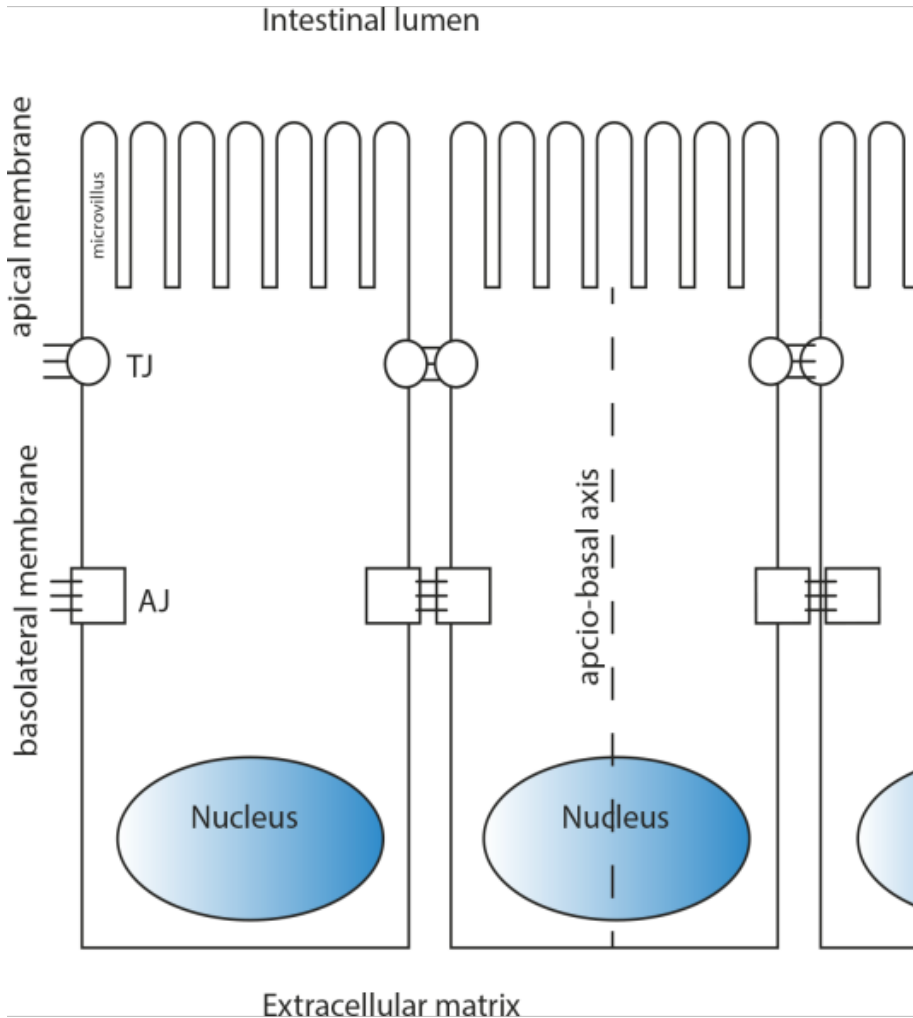 Intestinal lumen
apical membrane
microvillus
TJ
basolateral membrane
AJ
apcio-basal axis
Nucleus
Nucleus
Extracellular matrix